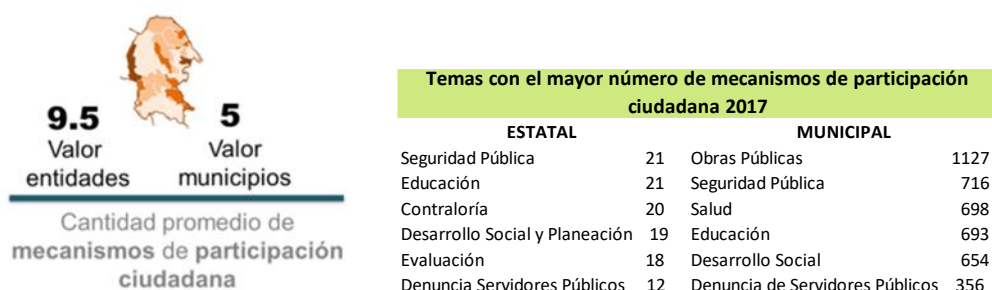 9.5
Valor
entidades
5
Valor
municipios
Cantidad promedio de
mecanismos de participación
ciudadana
Temas con el mayor número de mecanismos de participación
ciudadana 2017
ESTATAL MUNICIPAL
Seguridad Pública 21 Obras Públicas 1127
Educación 21 Seguridad Pública 716
Contraloría 20 Salud 698
Desarrollo Social y Planeación 19 Educación 693
Evaluación 18 Desarrollo Social 654
Denuncia Servidores Públicos 12 Denuncia de Servidores Públicos 356